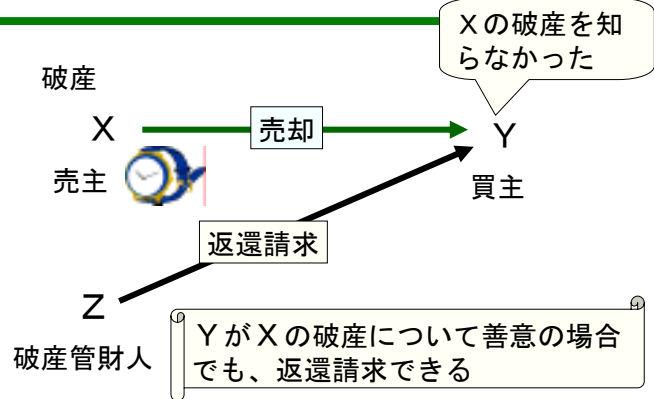 Xの破産を知
らなかった
破産
X
売却
Y
売主
買主
返還請求
Z
破産管財人
YがXの破産について善意の場合
でも、返還請求できる